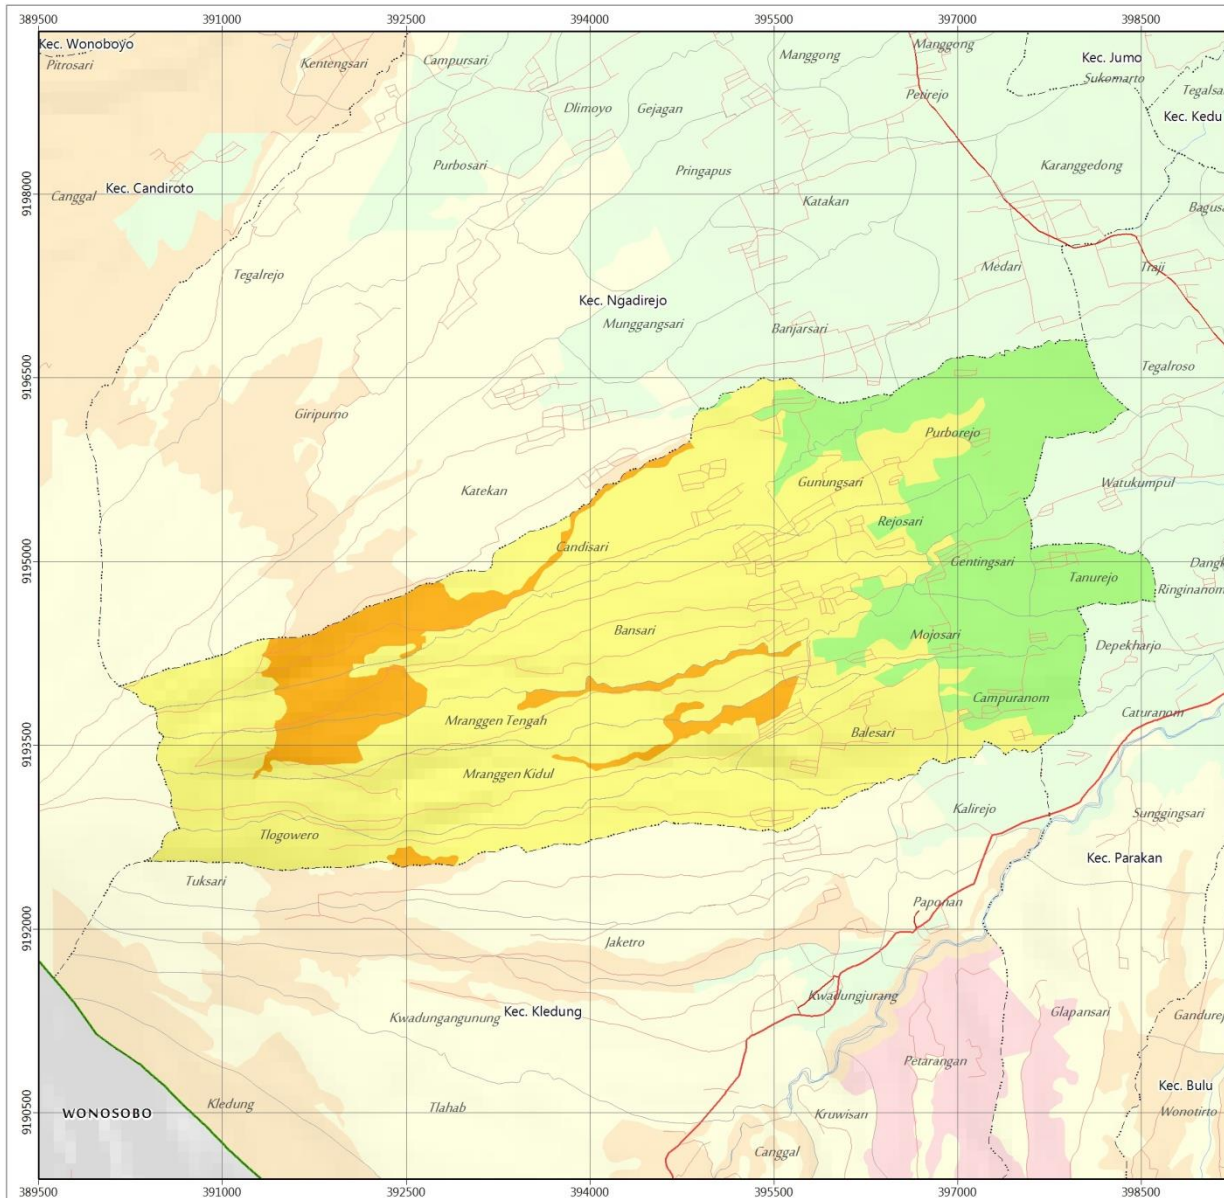 389500 391000 392500 394000 395500 397000 398500
Kec. Wonoboyo
Pitrosari
Kentengsari
Campursari
Manggong
Manggong
Kec. Jumo
Sukomarto
Tegalsa
Petirejo
Dlimoyo
Gejagan
Kec. Kedu
Purbosari
Pringapus
Karanggedong
9198000
Kec. Candiroto
Canggal
Katakan
Bagusa
Tegalrejo
Medari
Traji
Kec. Ngadirejo
Munggangsari
Banjarsari
Tegalroso
9196500
Giripurno
Purborejo
Katekan
Gunungsari
Watukumpul
Rejosari
Candisari
9195000
Gentingsari
Dangk
Tanurejo
Ringinanom
Bansari
Mojosari
Depekharjo
Campuranom
Caturanom
Mranggen Tengah
Balesari
9193500
Mranggen Kidul
Kalirejo
Sunggingsari
Tlogowero
Kec. Parakan
Tuksari
Paponan
9192000
Jaketro
Kwadungjurang
Kwadungangunung
Kec. Kledung
Glapansari
Gandurej
Petarangan
Kec. Bulu
9190500
WONOSOBO
Kledung
Tlahab
Kruwisan
Wonotirto
Canggal
389500 391000 392500 394000 395500 397000 398500